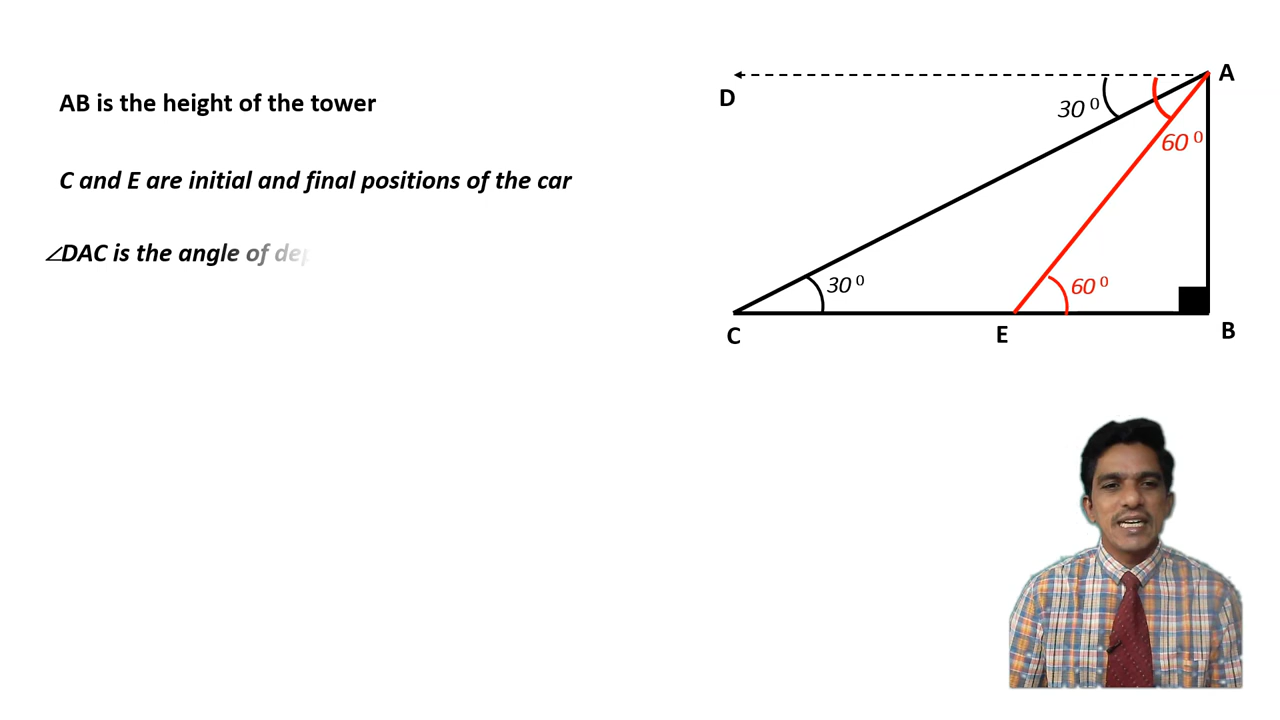 AB is the height of the tower
C and E are initial and final positions of the car
∠DAC is the angle of
D
A
30⁰
60⁰
30⁰
60⁰
C
E
B